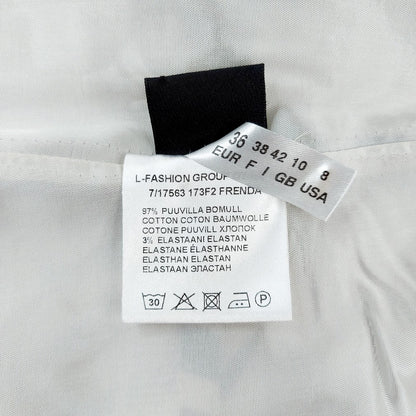 36 38 42 10 8
EUR F I GB USA
L-FASHION GROUP
7/17563 173F2 FRENDA
97% PUUVILLA BOMULL
COTTON COTON BAUMWOLLE
COTONE PUUVILL ХЛОПОК
3% ELASTAANI ELASTAN
ELASTANE ÉLASTHANNE
ELASTHAN ELASTAN
ELASTAAN ЭЛАСТАН
30 P